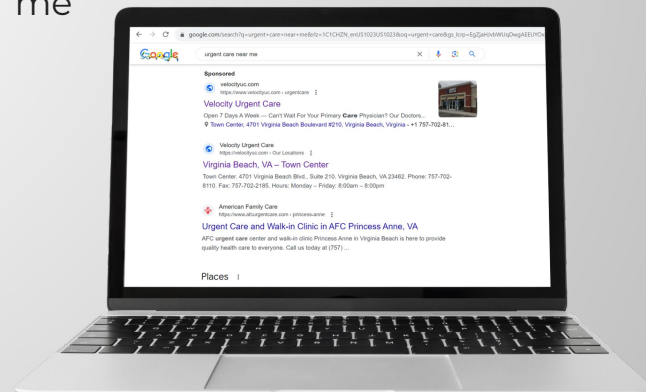 me
google.com/search?q=urgent+care+near+me&rlz=1C1CHZN_enUS1023US1023&oq=urgent+care&gs_lcrp=EgZjaHJvbWUqDwgAEEUYOx
Google
urgent care near me
Sponsored
velocityuc.com
https://www.velocityuc.com › urgentcare
Velocity Urgent Care
Open 7 Days A Week — Can't Wait For Your Primary Care Physician? Our Doctors...
Town Center, 4701 Virginia Beach Boulevard #210, Virginia Beach, Virginia - +1 757-702-81...
Velocity Urgent Care
https://velocityuc.com › Our Locations
Virginia Beach, VA – Town Center
Town Center. 4701 Virginia Beach Blvd., Suite 210. Virginia Beach, VA 23462. Phone: 757-702-
8110. Fax: 757-702-2185. Hours: Monday – Friday: 8:00am – 8:00pm
American Family Care
https://www.afcurgentcare.com › princess-anne
Urgent Care and Walk-in Clinic in AFC Princess Anne, VA
AFC urgent care center and walk-in clinic Princess Anne in Virginia Beach is here to provide
quality health care to everyone. Call us today at (757) ...
Places